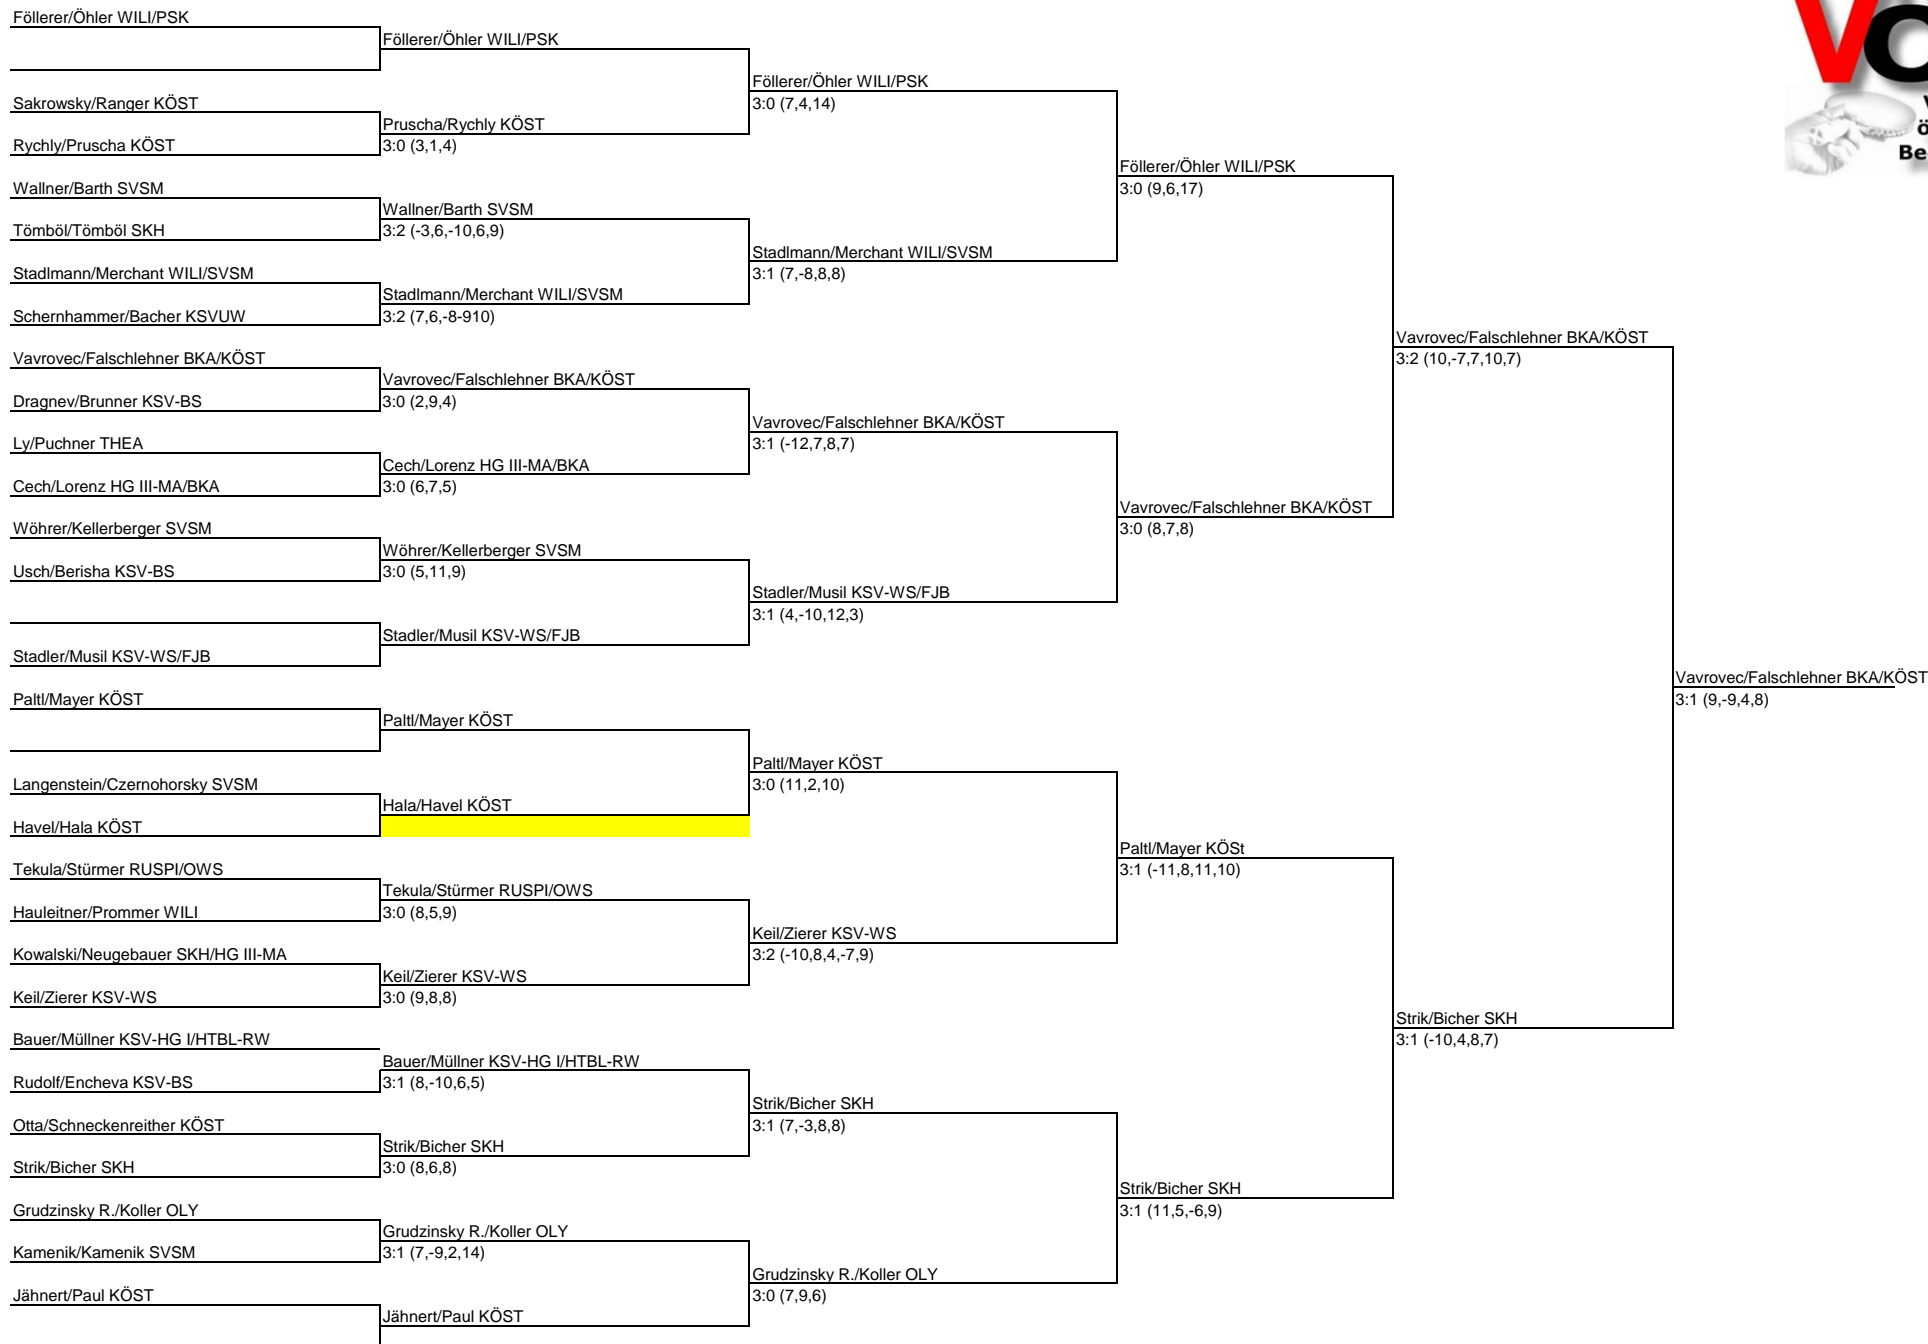 Föllerer/Öhler WILI/PSK
Sakrowsky/Ranger KÖST
Rychly/Pruscha KÖST
Wallner/Barth SVSM
Tömböl/Tömböl SKH
Stadlmann/Merchant WILI/SVSM
Schernhammer/Bacher KSVUW
Vavrovec/Falschlehner BKA/KÖST
Dragnev/Brunner KSV-BS
Ly/Puchner THEA
Cech/Lorenz HG III-MA/BKA
Wöhrer/Kellerberger SVSM
Usch/Berisha KSV-BS
Stadler/Musil KSV-WS/FJB
Paltl/Mayer KÖST
Langenstein/Czernohorsky SVSM
Havel/Hala KÖST
Tekula/Stürmer RUSPI/OWS
Hauleitner/Prommer WILI
Kowalski/Neugebauer SKH/HG III-MA
Keil/Zierer KSV-WS
Bauer/Müllner KSV-HG I/HTBL-RW
Rudolf/Encheva KSV-BS
Otta/Schneckenreither KÖST
Strik/Bicher SKH
Grudzinsky R./Koller OLY
Kamenik/Kamenik SVSM
Jähnert/Paul KÖST
Föllerer/Öhler WILI/PSK
Pruscha/Rychly KÖST
3:0 (3,1,4)
Wallner/Barth SVSM
3:2 (-3,6,-10,6,9)
Stadlmann/Merchant WILI/SVSM
3:2 (7,6,-8-910)
Vavrovec/Falschlehner BKA/KÖST
3:0 (2,9,4)
Cech/Lorenz HG III-MA/BKA
3:0 (6,7,5)
Wöhrer/Kellerberger SVSM
3:0 (5,11,9)
Stadler/Musil KSV-WS/FJB
Paltl/Mayer KÖST
Hala/Havel KÖST
Tekula/Stürmer RUSPI/OWS
3:0 (8,5,9)
Keil/Zierer KSV-WS
3:0 (9,8,8)
Bauer/Müllner KSV-HG I/HTBL-RW
3:1 (8,-10,6,5)
Strik/Bicher SKH
3:0 (8,6,8)
Grudzinsky R./Koller OLY
3:1 (7,-9,2,14)
Jähnert/Paul KÖST
Föllerer/Öhler WILI/PSK
3:0 (7,4,14)
Stadlmann/Merchant WILI/SVSM
3:1 (7,-8,8,8)
Vavrovec/Falschlehner BKA/KÖST
3:1 (-12,7,8,7)
Stadler/Musil KSV-WS/FJB
3:1 (4,-10,12,3)
Paltl/Mayer KÖST
3:0 (11,2,10)
Keil/Zierer KSV-WS
3:2 (-10,8,4,-7,9)
Strik/Bicher SKH
3:1 (7,-3,8,8)
Grudzinsky R./Koller OLY
3:0 (7,9,6)
Föllerer/Öhler WILI/PSK
3:0 (9,6,17)
Vavrovec/Falschlehner BKA/KÖST
3:0 (8,7,8)
Paltl/Mayer KÖSt
3:1 (-11,8,11,10)
Strik/Bicher SKH
3:1 (11,5,-6,9)
Vavrovec/Falschlehner BKA/KÖST
3:2 (10,-7,7,10,7)
Strik/Bicher SKH
3:1 (-10,4,8,7)
Vavrovec/Falschlehner BKA/KÖST
3:1 (9,-9,4,8)